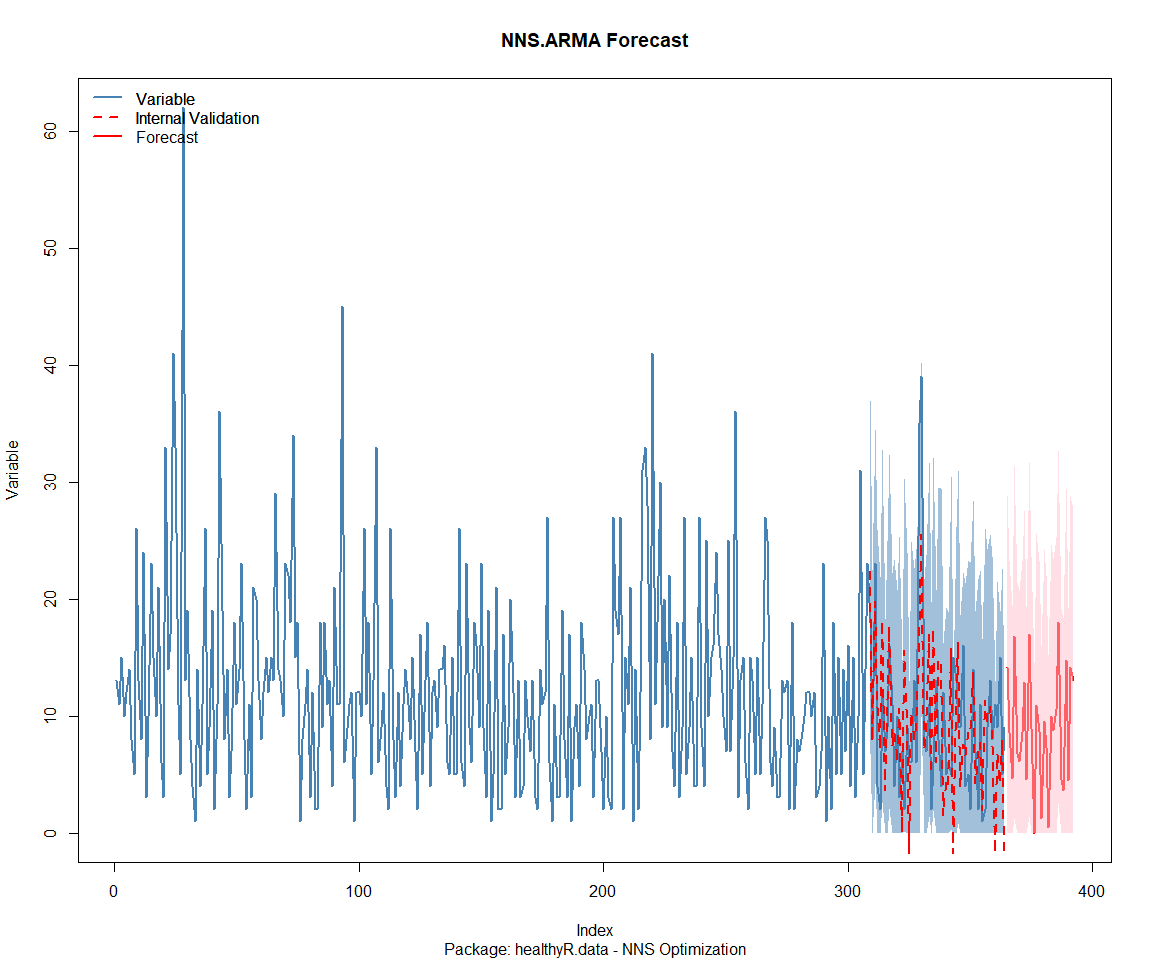 NNS.ARMA Forecast
Variable
Internal Validation
Forecast
60
50
40
30
20
10
0
Variable
0 100 200 300 400
Index
Package: healthyR.data - NNS Optimization